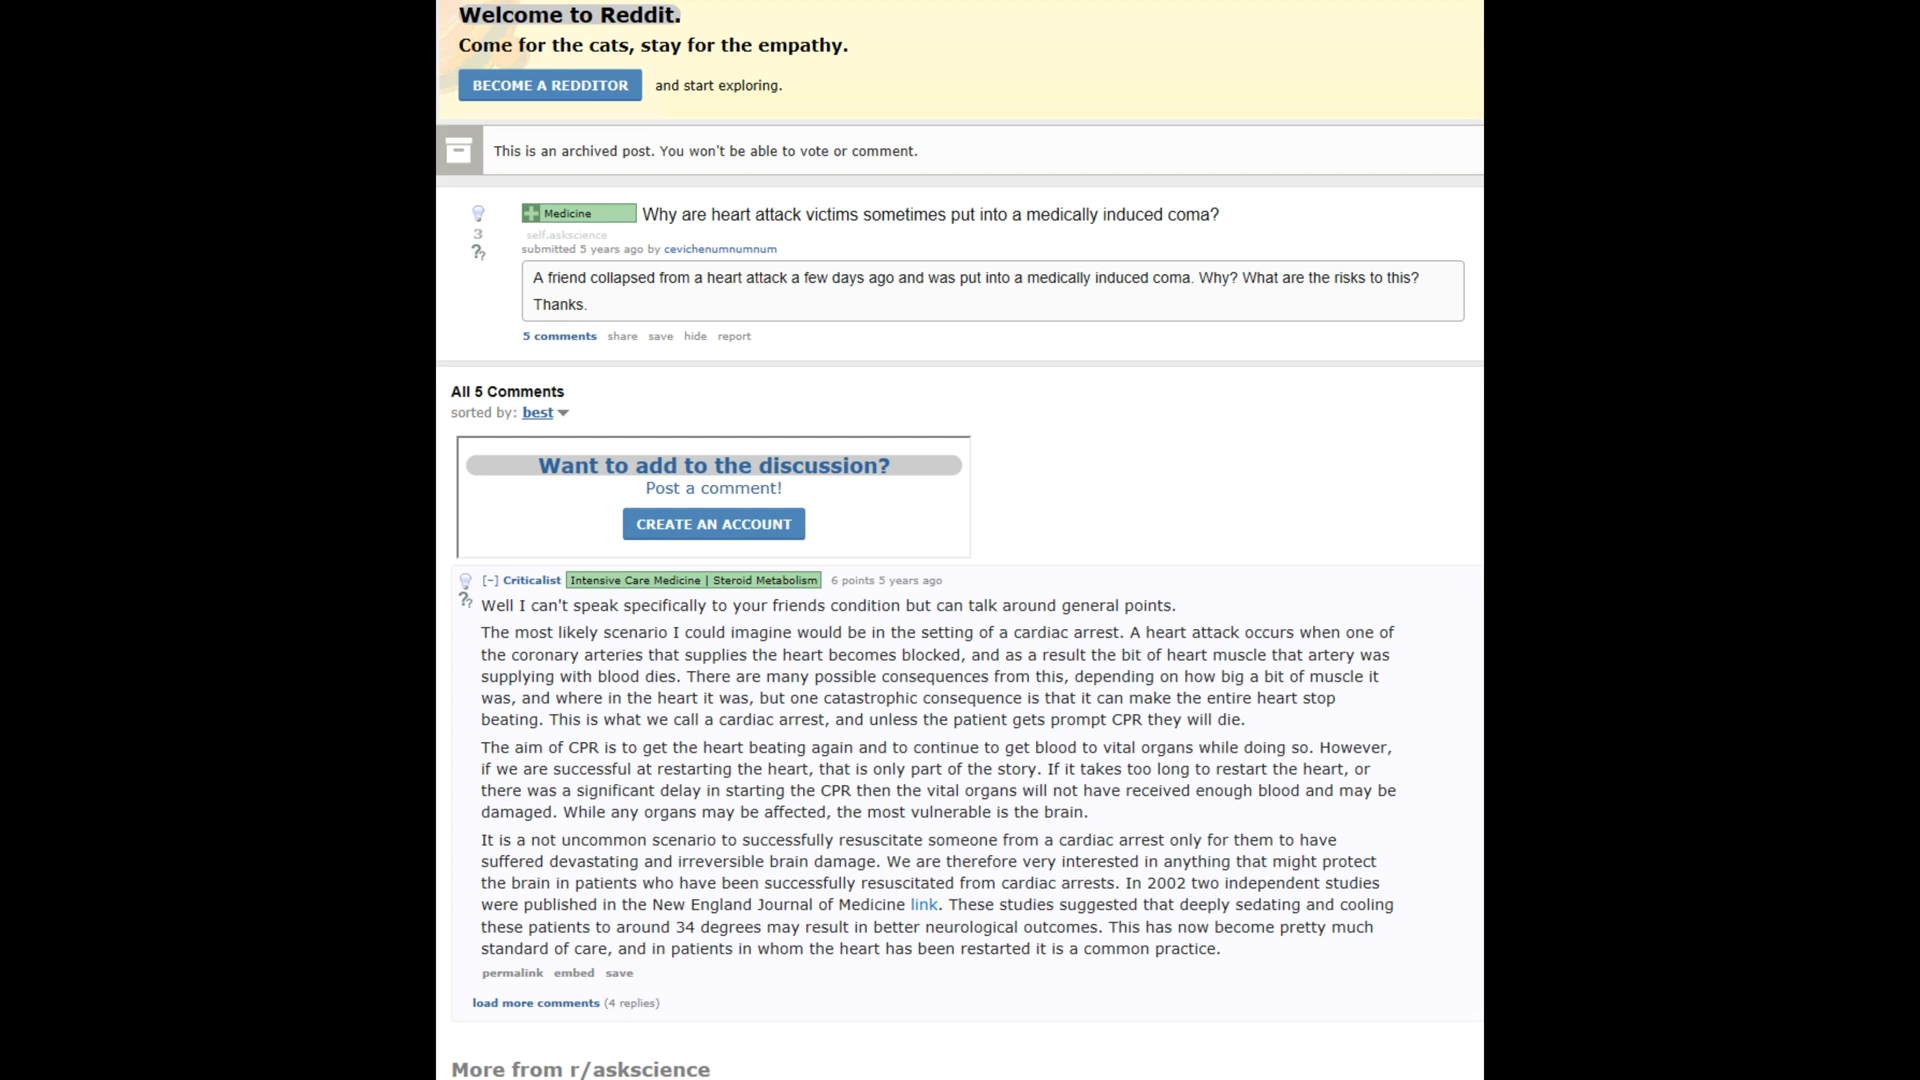 Welcome to Reddit.
Come for the cats, stay for the empathy.
BECOME A REDDITOR and start exploring.
This is an archived post. You won't be able to vote or comment.
Medicine Why are heart attack victims sometimes put into a medically induced coma?
3 self.askscience
submitted 5 years ago by cevichenumnumnum
A friend collapsed from a heart attack a few days ago and was put into a medically induced coma. Why? What are the risks to this?
Thanks.
5 comments share save hide report
All 5 Comments
sorted by: best
Want to add to the discussion?
Post a comment!
CREATE AN ACCOUNT
[–] Criticalist Intensive Care Medicine | Steroid Metabolism 6 points 5 years ago
Well I can't speak specifically to your friends condition but can talk around general points.
The most likely scenario I could imagine would be in the setting of a cardiac arrest. A heart attack occurs when one of
the coronary arteries that supplies the heart becomes blocked, and as a result the bit of heart muscle that artery was
supplying with blood dies. There are many possible consequences from this, depending on how big a bit of muscle it
was, and where in the heart it was, but one catastrophic consequence is that it can make the entire heart stop
beating. This is what we call a cardiac arrest, and unless the patient gets prompt CPR they will die.
The aim of CPR is to get the heart beating again and to continue to get blood to vital organs while doing so. However,
if we are successful at restarting the heart, that is only part of the story. If it takes too long to restart the heart, or
there was a significant delay in starting the CPR then the vital organs will not have received enough blood and may be
damaged. While any organs may be affected, the most vulnerable is the brain.
It is a not uncommon scenario to successfully resuscitate someone from a cardiac arrest only for them to have
suffered devastating and irreversible brain damage. We are therefore very interested in anything that might protect
the brain in patients who have been successfully resuscitated from cardiac arrests. In 2002 two independent studies
were published in the New England Journal of Medicine link. These studies suggested that deeply sedating and cooling
these patients to around 34 degrees may result in better neurological outcomes. This has now become pretty much
standard of care, and in patients in whom the heart has been restarted it is a common practice.
permalink embed save
load more comments (4 replies)
More from r/askscience